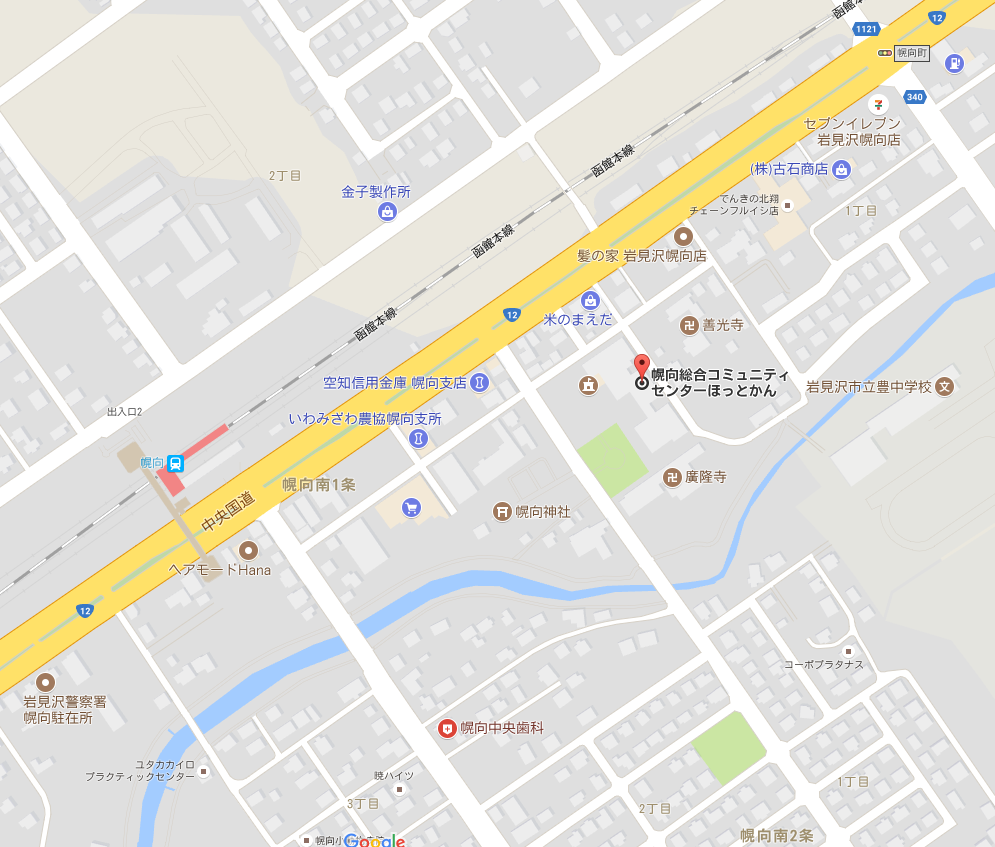 函館本線
12
1121
幌向町
340
セブンイレブン
岩見沢幌向店
函館本線
(株)古石商店
2丁目
金子製作所
でんきの北翔
チェーンフルイシ店
1丁目
函館本線
髪の家 岩見沢幌向店
12
米のまえだ
善光寺
函館本線
空知信用金庫 幌向支店
幌向総合コミュニティ
センターほっとかん
岩見沢市立豊中学校
文
出入口2
いわみざわ農協幌向支所
幌向
幌向南1条
廣隆寺
中央国道
幌向神社
ヘアモードHana
12
コーポプラタナス
岩見沢警察署
幌向駐在所
幌向中央歯科
ユタカカイロ
プラクティックセンター
暁ハイツ
3丁目
2丁目
1丁目
幌向南2条
幌向小
Google